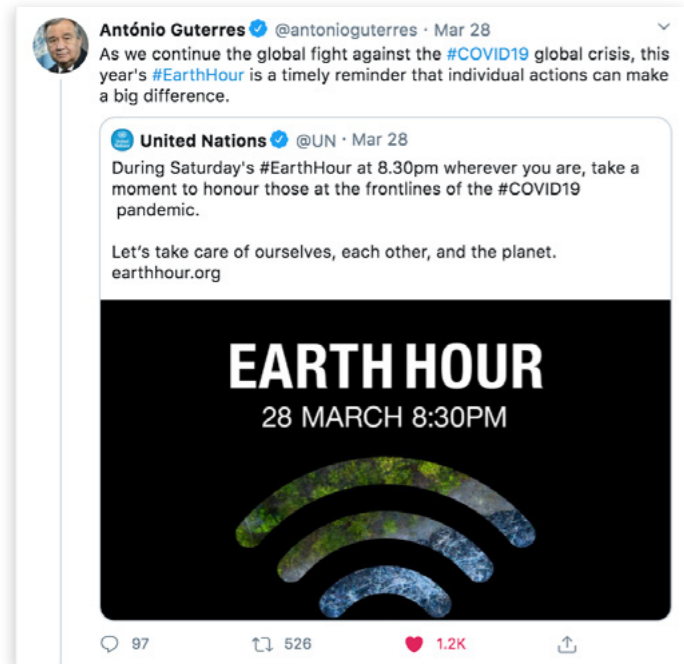 António Guterres @antonioguterres · Mar 28
As we continue the global fight against the #COVID19 global crisis, this
year's #EarthHour is a timely reminder that individual actions can make
a big difference.
United Nations @UN · Mar 28
During Saturday's #EarthHour at 8.30pm wherever you are, take a
moment to honour those at the frontlines of the #COVID19
pandemic.
Let's take care of ourselves, each other, and the planet.
earthhour.org
EARTH HOUR
28 MARCH 8:30PM
97 526 1.2K